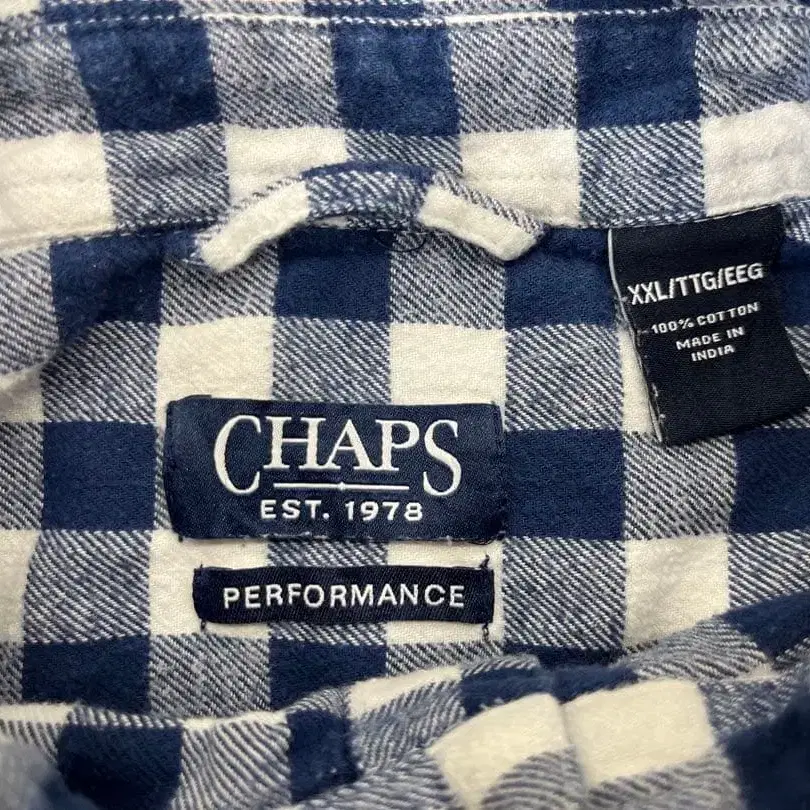 CHAPS
EST. 1978
PERFORMANCE
XXL/TTG/EEG
100% COTTON
MADE IN
INDIA